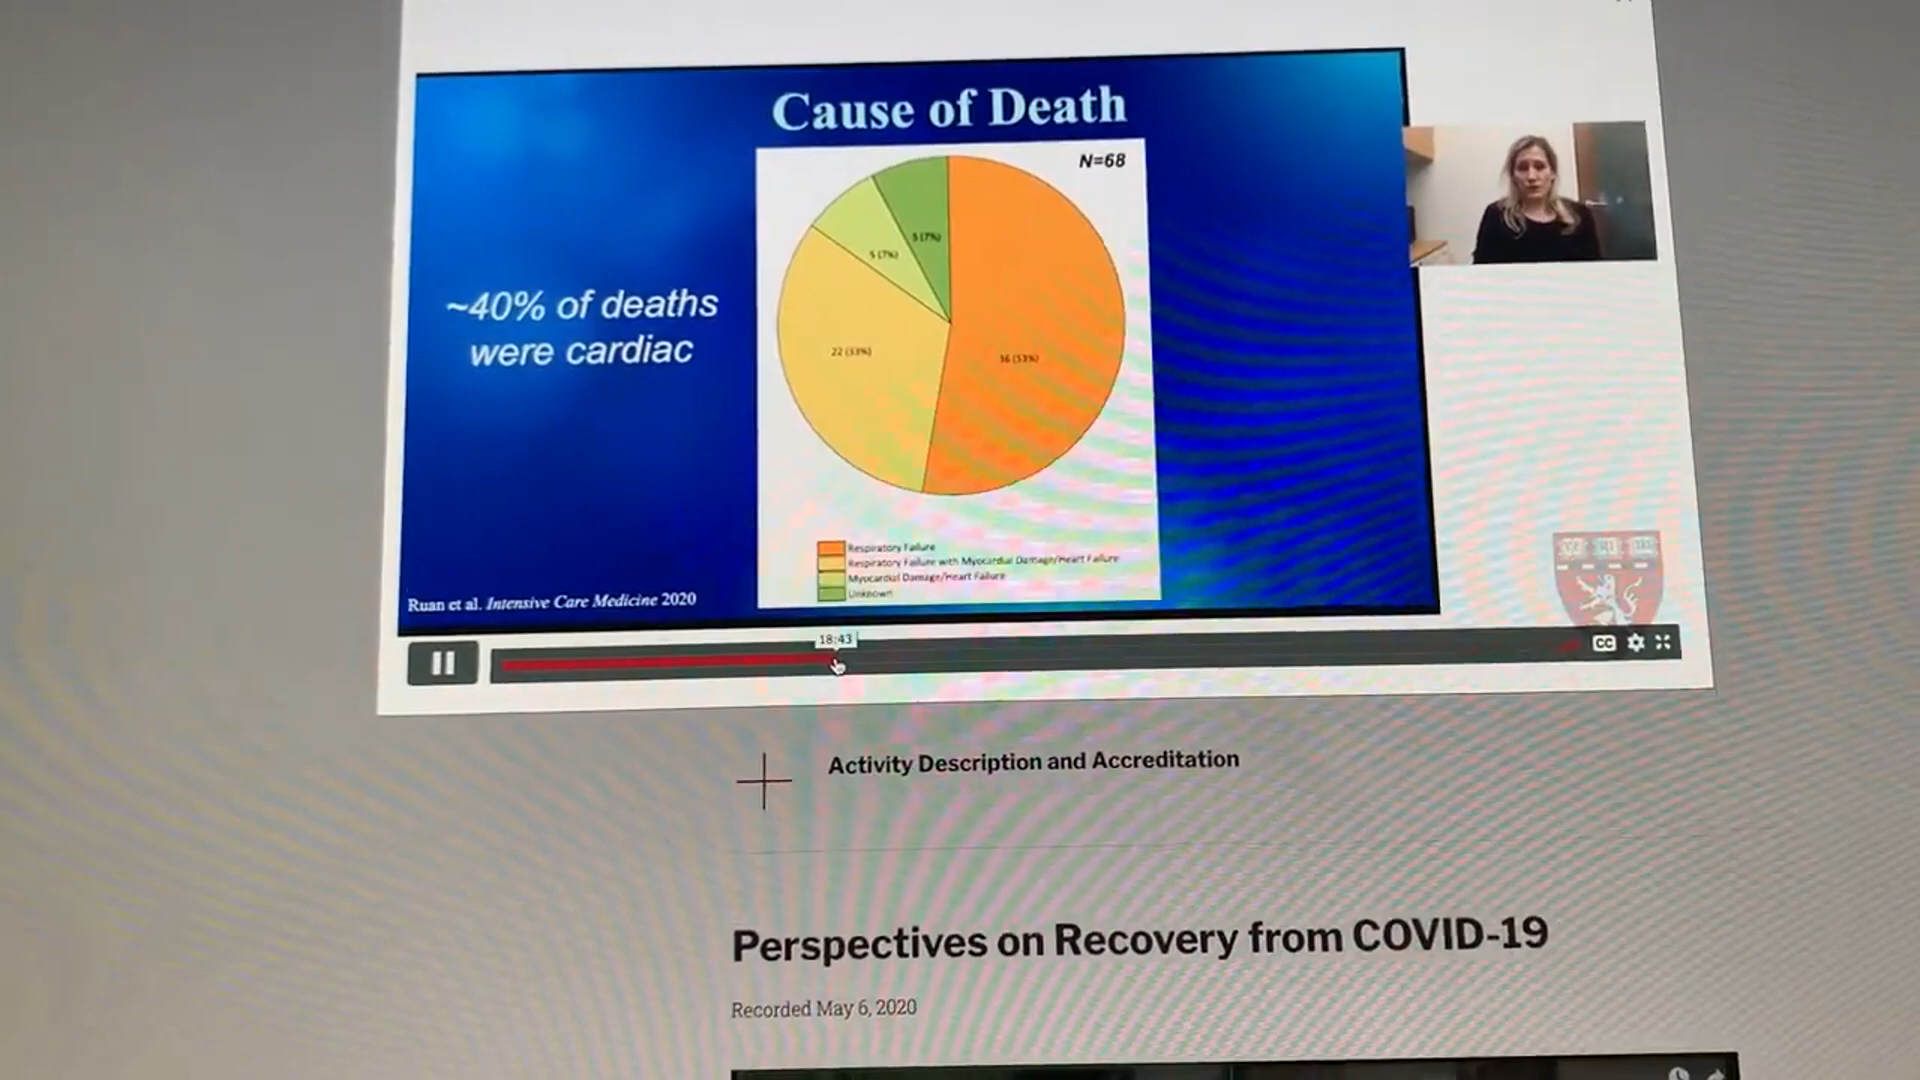 Cause of Death
N=68
5 (7%)
5 (7%)
~40% of deaths
were cardiac
22 (33%)
36 (53%)
Respiratory Failure
Respiratory Failure with Myocardial Damage/Heart Failure
Myocardial Damage/Heart Failure
Unknown
Ruan et al. Intensive Care Medicine 2020
18:43
CC
Activity Description and Accreditation
Perspectives on Recovery from COVID-19
Recorded May 6, 2020